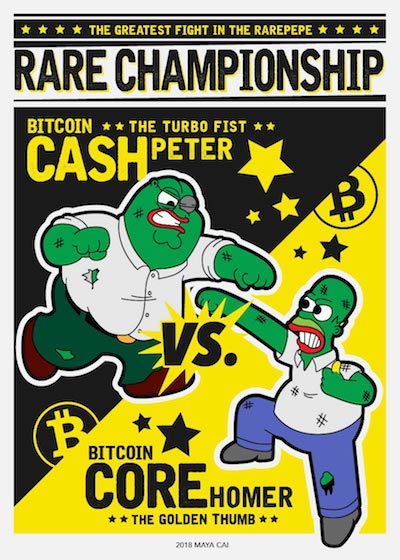 THE GREATEST FIGHT IN THE RAREPEPE
RARE CHAMPIONSHIP
BITCOIN ★★ THE TURBO FIST ★★
CASH PETER
VS.
BITCOIN
CORE HOMER
★★ THE GOLDEN THUMB ★★
2018 MAYA CAI